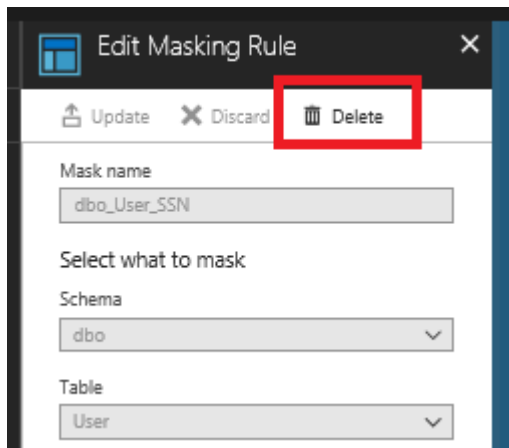 Edit Masking Rule
Update Discard Delete
Mask name
dbo_User_SSN
Select what to mask
Schema
dbo
Table
User